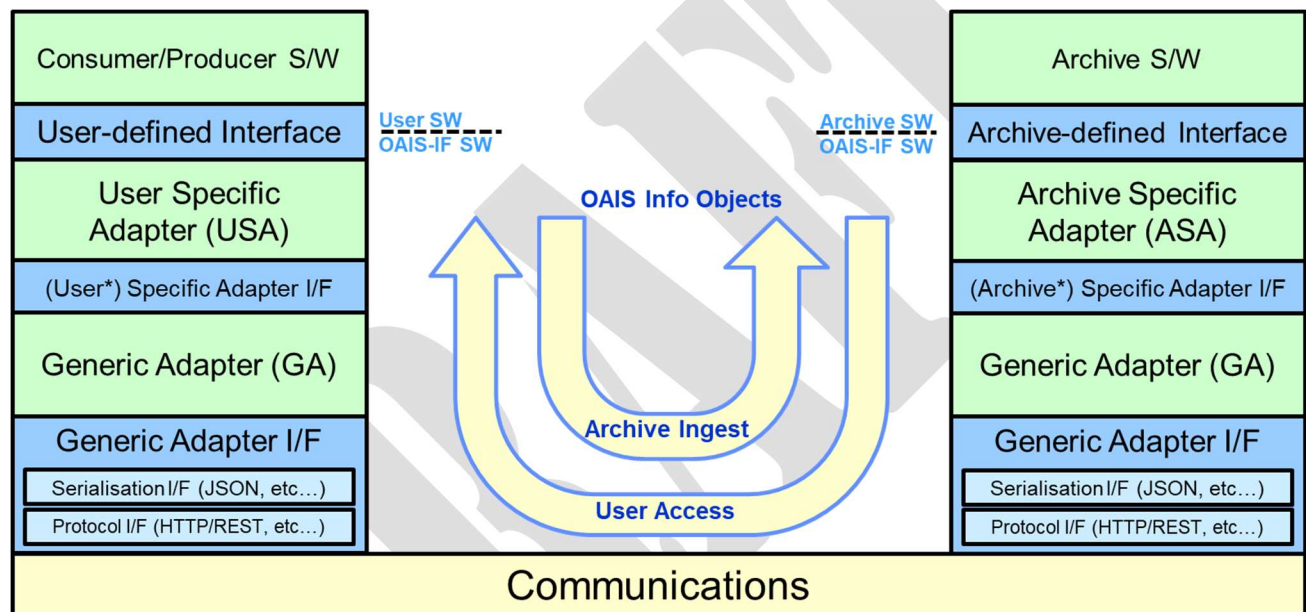 Consumer/Producer S/W
User-defined Interface
User Specific
Adapter (USA)
(User*) Specific Adapter I/F
Generic Adapter (GA)
Generic Adapter I/F
Serialisation I/F (JSON, etc…)
Protocol I/F (HTTP/REST, etc…)
User SW
OAIS-IF SW
Archive SW
OAIS-IF SW
OAIS Info Objects
Archive Ingest
User Access
Archive S/W
Archive-defined Interface
Archive Specific
Adapter (ASA)
(Archive*) Specific Adapter I/F
Generic Adapter (GA)
Generic Adapter I/F
Serialisation I/F (JSON, etc…)
Protocol I/F (HTTP/REST, etc…)
Communications